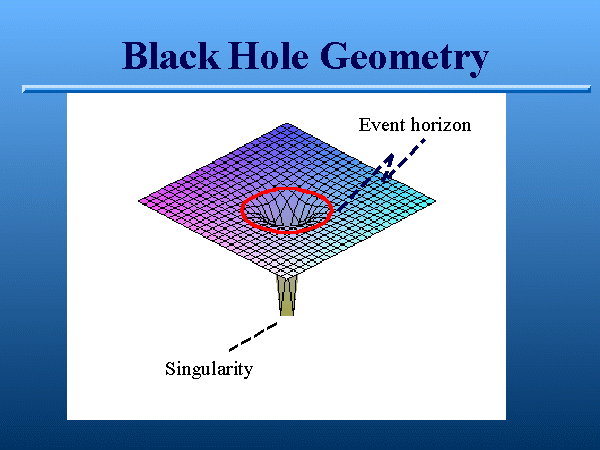 Black Hole Geometry
Event horizon
Singularity